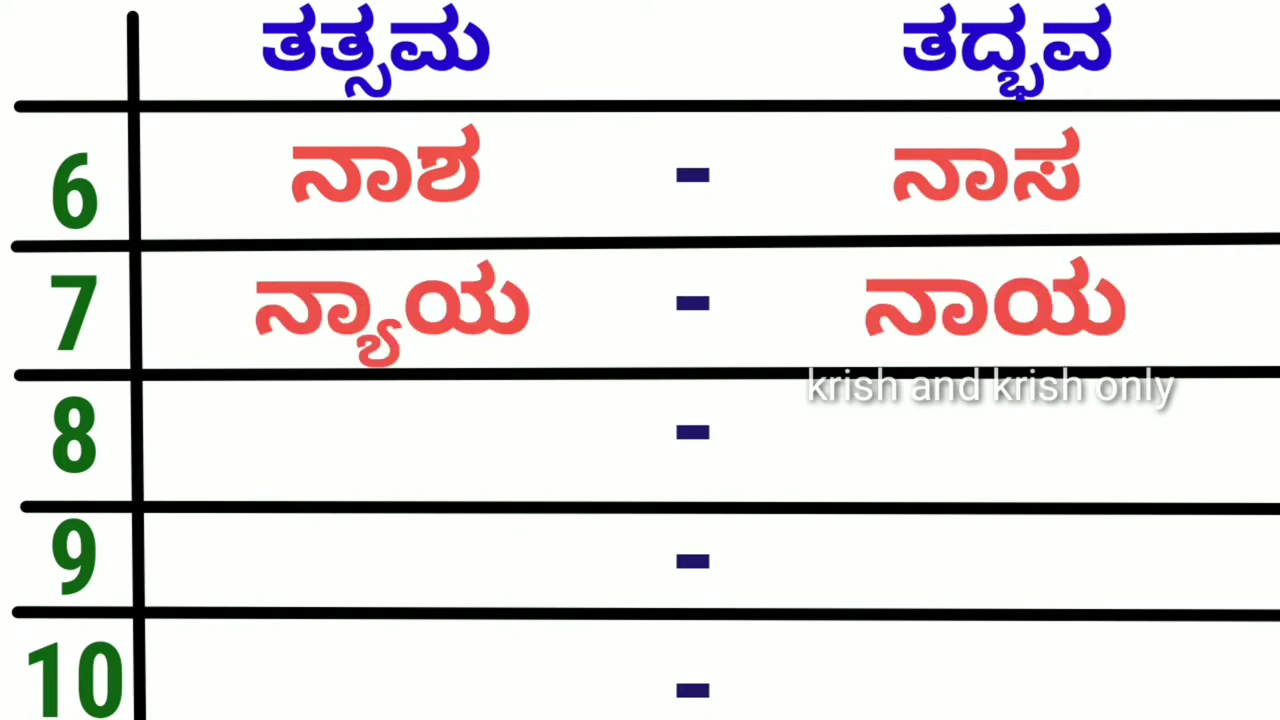 ತತ್ಸಮ ತದ್ಭವ
6 ನಾಶ - ನಾಸ
7 ನ್ಯಾಯ - ನಾಯ
krish and krish only
8 -
9 -
10 -